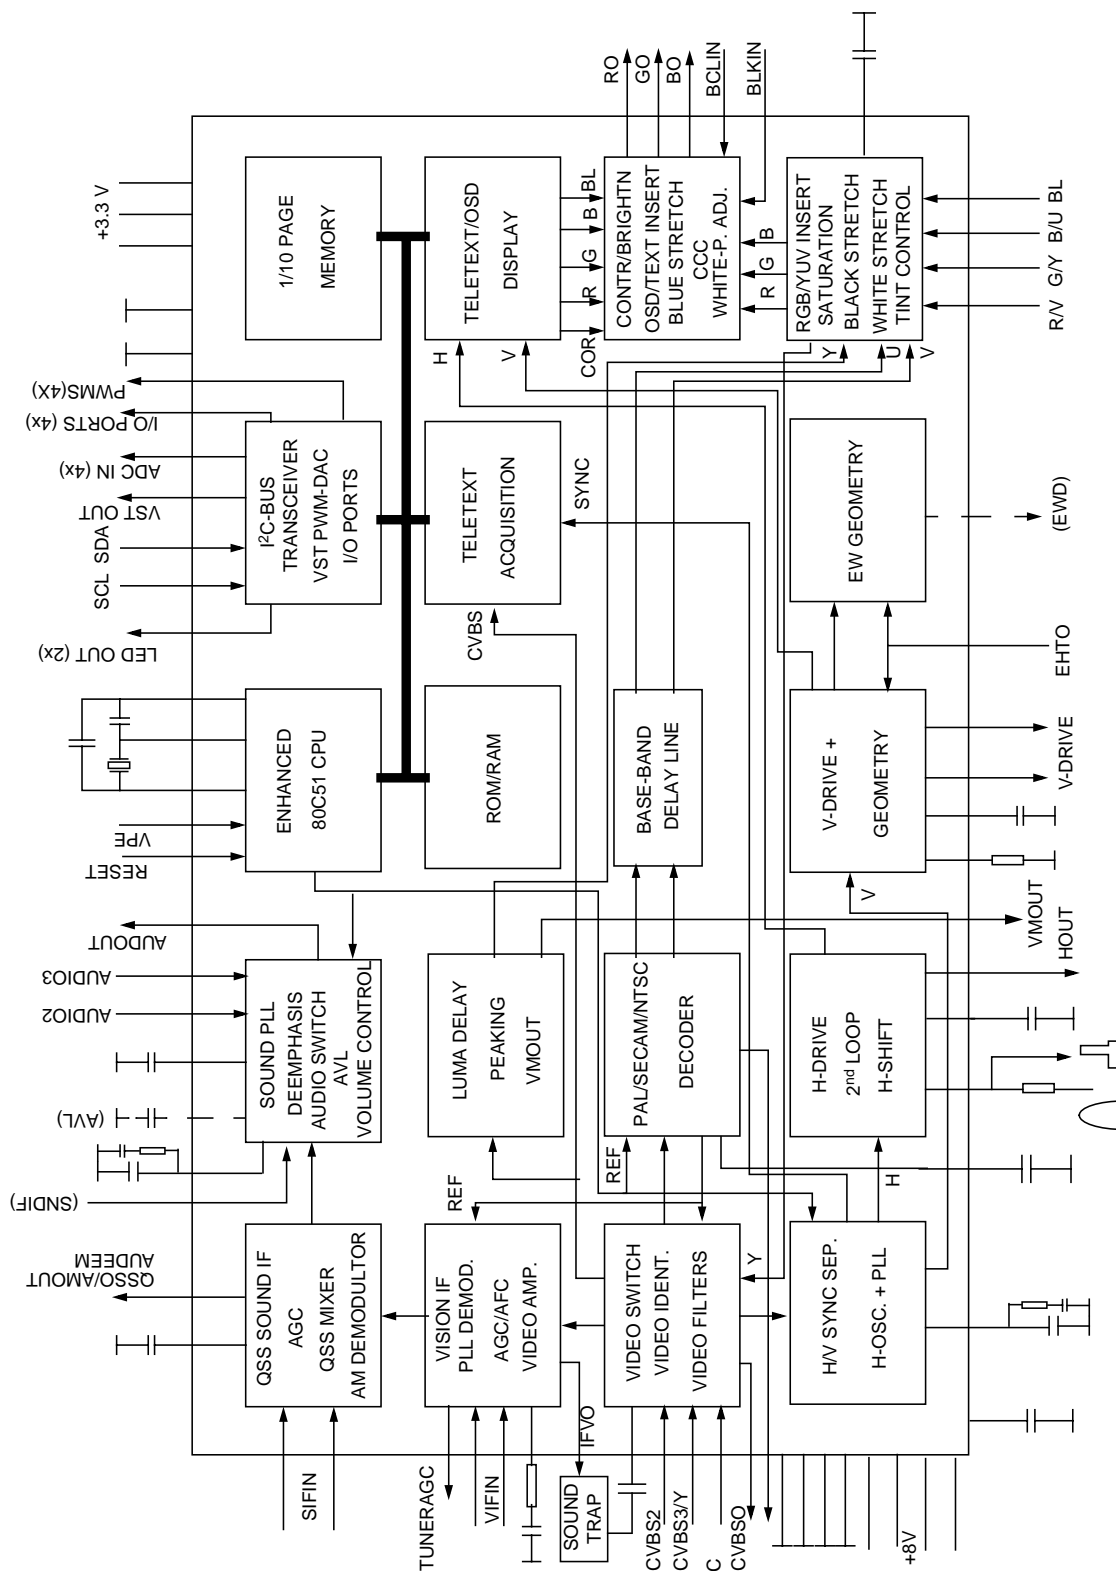 SIFIN
TUNERAGC
VIFIN
IFVO
SOUND
TRAP
CVBS2
CVBS3/Y
C
CVBSO
+8V
QSSO/AMOUT
AUDEEM
QSS SOUND IF
AGC
QSS MIXER
AM DEMODULTOR
VISION IF
PLL DEMOD.
AGC/AFC
VIDEO AMP.
REF
VIDEO SWITCH
VIDEO IDENT.
VIDEO FILTERS
Y
H/V SYNC SEP.
H-OSC. + PLL
H
(SNDIF)
(AVL)
AUDIO2
AUDIO3
AUDOUT
SOUND PLL
DEEMPHASIS
AUDIO SWITCH
AVL
VOLUME CONTROL
LUMA DELAY
PEAKING
VMOUT
REF
PAL/SECAM/NTSC
DECODER
H-DRIVE
2nd LOOP
H-SHIFT
VMOUT
HOUT
V
RESET
VPE
ENHANCED
80C51 CPU
ROM/RAM
BASE-BAND
DELAY LINE
V-DRIVE +
GEOMETRY
V-DRIVE
EHTO
LED OUT (2x)
SCL
SDA
VST OUT
ADC IN (4x)
I/O PORTS (4x)
PWMS(4X)
I2C-BUS
TRANSCEIVER
VST PWM-DAC
I/O PORTS
CVBS
TELETEXT
ACQUISITION
SYNC
EW GEOMETRY
(EWD)
+3.3 V
1/10 PAGE
MEMORY
TELETEXT/OSD
DISPLAY
H
V
COR
R
G
B
BL
CONTR/BRIGHTN
OSD/TEXT INSERT
BLUE STRETCH
CCC
WHITE-P. ADJ.
R
G
B
RGB/YUV INSERT
SATURATION
BLACK STRETCH
WHITE STRETCH
TINT CONTROL
Y
U
V
RO
GO
BO
BCLIN
BLKIN
R/V
G/Y
B/U
BL